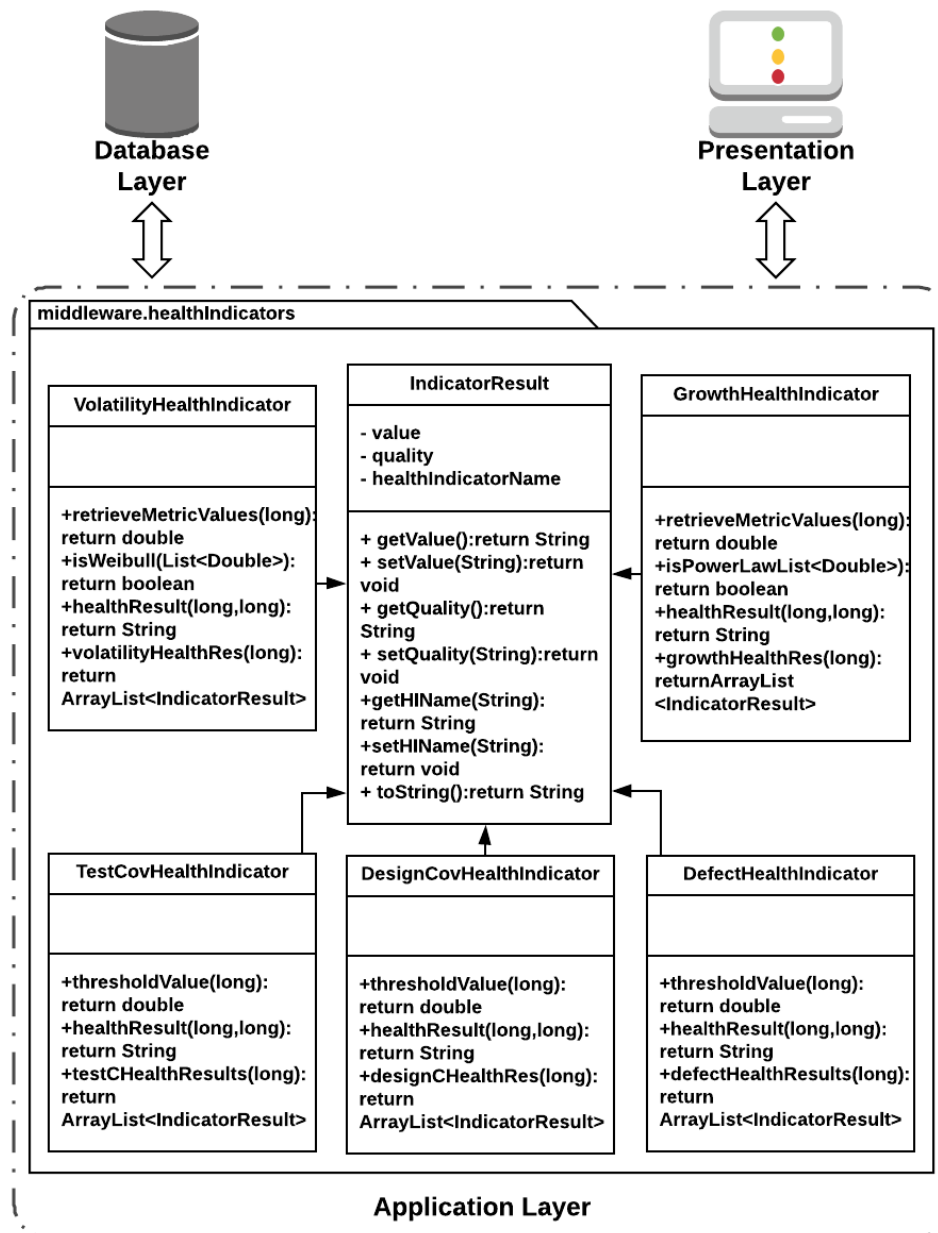 Database
Layer
Presentation
Layer
middleware.healthIndicators
VolatilityHealthIndicator
+retrieveMetricValues(long):
return double
+isWeibull(List<Double>):
return boolean
+healthResult(long,long):
return String
+volatilityHealthRes(long):
return
ArrayList<IndicatorResult>
IndicatorResult
- value
- quality
- healthIndicatorName
+ getValue():return String
+ setValue(String):return
void
+ getQuality():return
String
+ setQuality(String):return
void
+getHIName(String):
return String
+setHIName(String):
return void
+ toString():return String
GrowthHealthIndicator
+retrieveMetricValues(long):
return double
+isPowerLawList<Double>):
return boolean
+healthResult(long,long):
return String
+growthHealthRes(long):
returnArrayList
<IndicatorResult>
TestCovHealthIndicator
+thresholdValue(long):
return double
+healthResult(long,long):
return String
+testCHealthResults(long):
return
ArrayList<IndicatorResult>
DesignCovHealthIndicator
+thresholdValue(long):
return double
+healthResult(long,long):
return String
+designCHealthRes(long):
return
ArrayList<IndicatorResult>
DefectHealthIndicator
+thresholdValue(long):
return double
+healthResult(long,long):
return String
+defectHealthResults(long):
return
ArrayList<IndicatorResult>
Application Layer